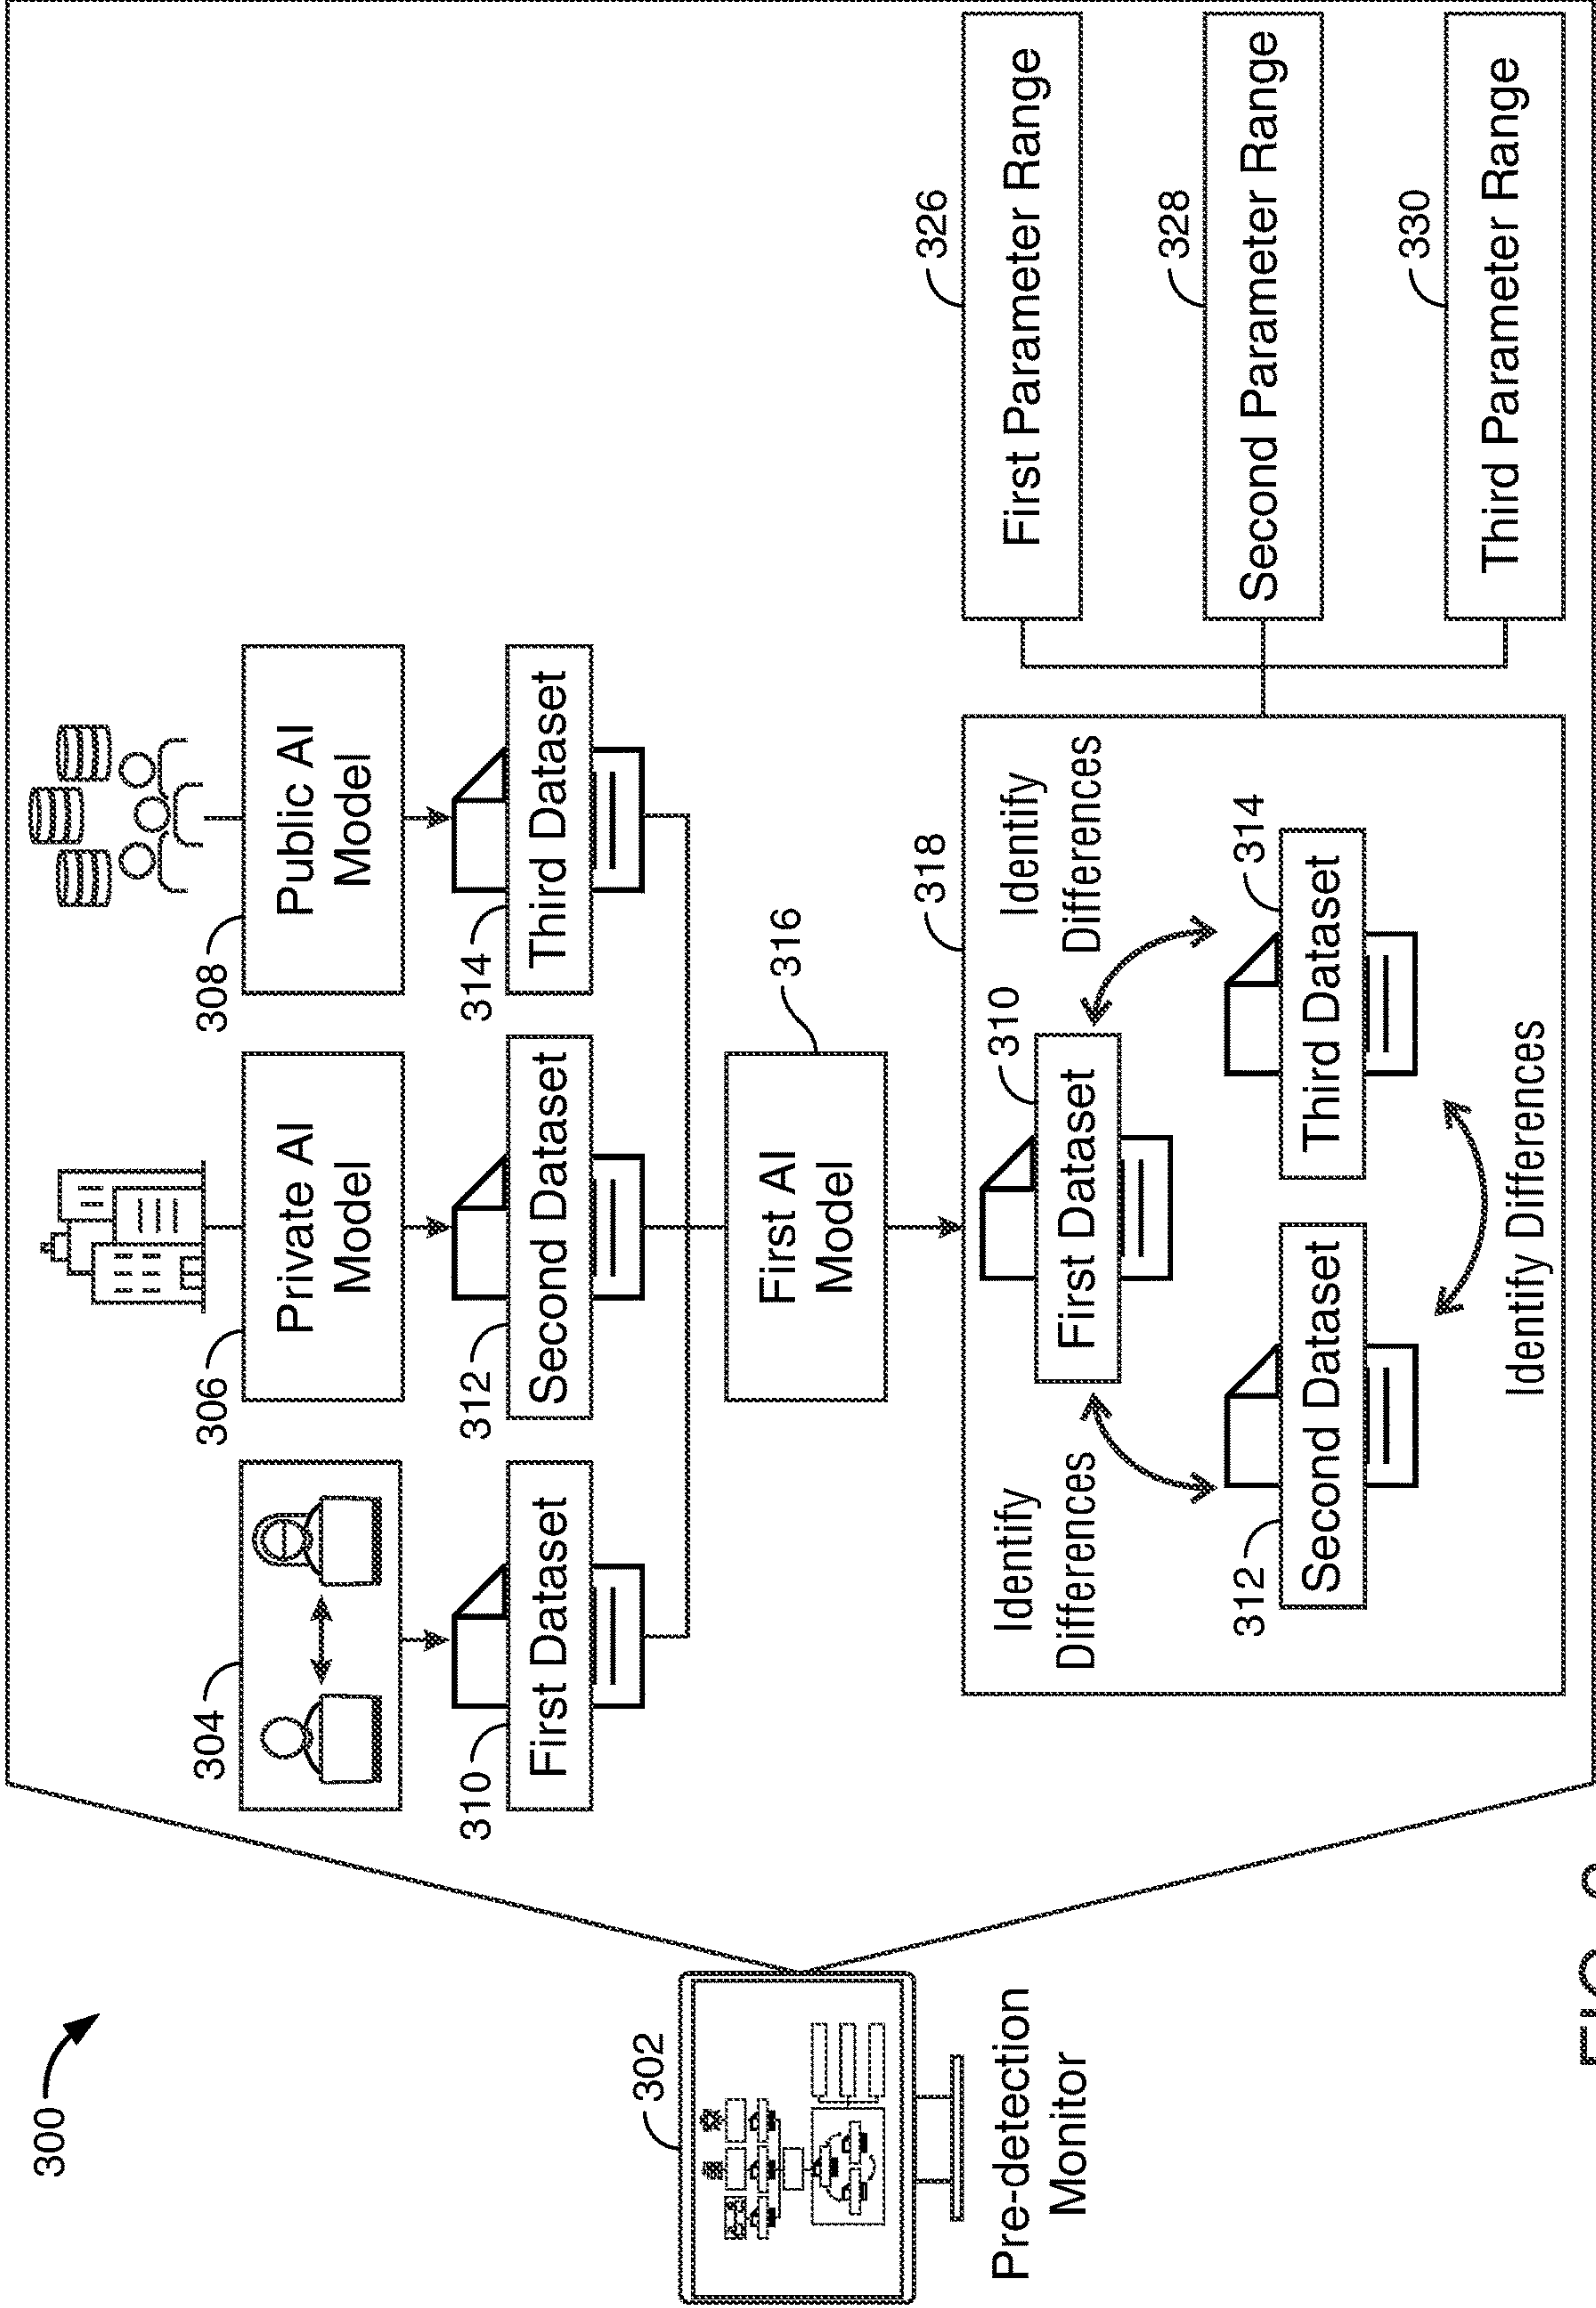 300
302
Pre-detection
Monitor
304
306
Private AI
Model
308
Public AI
Model
310
First Dataset
312
Second Dataset
314
Third Dataset
First AI
Model
316
318
Identify
Differences
310
First Dataset
Identify
Differences
312
Second Dataset
314
Third Dataset
Identify Differences
326
First Parameter Range
328
Second Parameter Range
330
Third Parameter Range